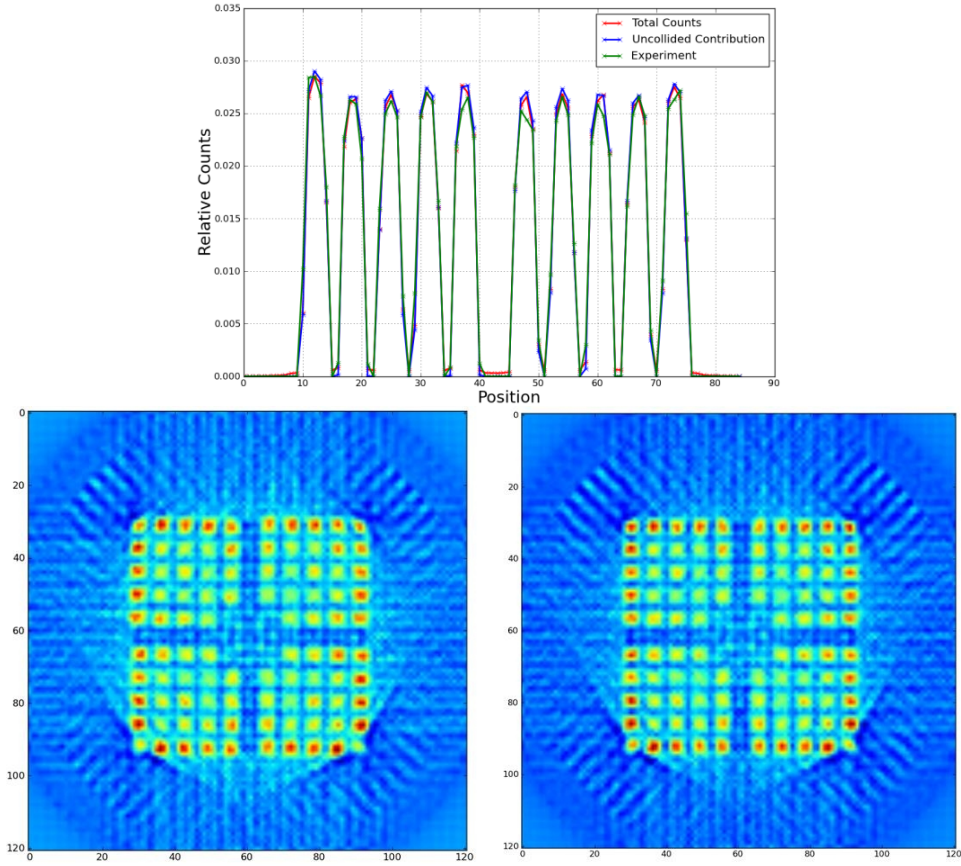 0.035
0.030
0.025
0.020
0.015
0.010
0.005
0.000
Relative Counts
Total Counts
Uncollided Contribution
Experiment
0 10 20 30 40 50 60 70 80 90
Position
0
20
40
60
80
100
120
0 20 40 60 80 100 120
0
20
40
60
80
100
120
0 20 40 60 80 100 120